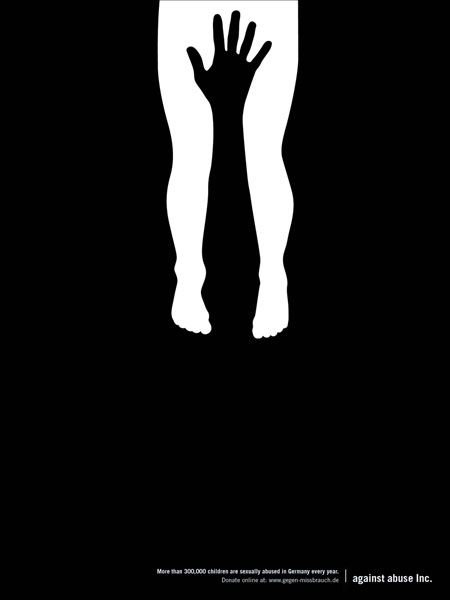 More than 300,000 children are sexually abused in Germany every year.
Donate online at: www.gegen-missbrauch.de
against abuse Inc.